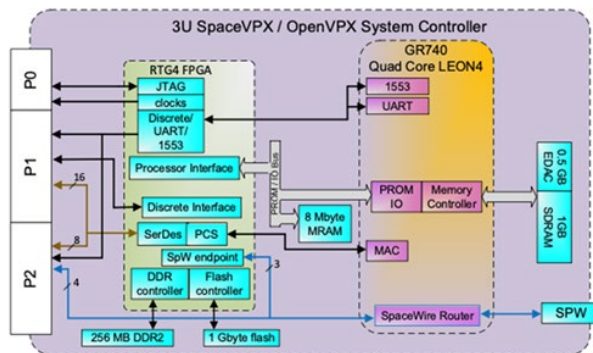 3U SpaceVPX / OpenVPX System Controller
P0
P1
P2
RTG4 FPGA
JTAG
clocks
Discrete/
UART/
1553
Processor Interface
Discrete Interface
SerDes
PCS
SpW endpoint
DDR
controller
Flash
controller
16
8
4
3
256 MB DDR2
1 Gbyte flash
PROM / IO Bus
8 Mbyte
MRAM
GR740
Quad Core LEON4
1553
UART
PROM
IO
Memory
Controller
MAC
SpaceWire Router
0.5 GB
EDAC
1GB
SDRAM
SPW